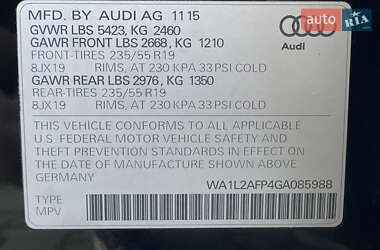 MFD. BY AUDI AG 11 15
GVWR LBS 5423, KG 2460
GAWR FRONT LBS 2668, KG 1210
FRONT-TIRES 235/55 R19
8JX19 RIMS, AT 230 KPA 33 PSI COLD
GAWR REAR LBS 2976, KG 1350
REAR-TIRES 235/55 R19
8JX19 RIMS, AT 230 KPA/33 PSI COLD
Audi
THIS VEHICLE CONFORMS TO ALL APPLICABLE
U.S. FEDERAL MOTOR VEHICLE SAFETY AND
THEFT PREVENTION STANDARDS IN EFFECT ON
THE DATE OF MANUFACTURE SHOWN ABOVE
GERMANY
WA1L2AFP4GA085988
TYPE
MPV